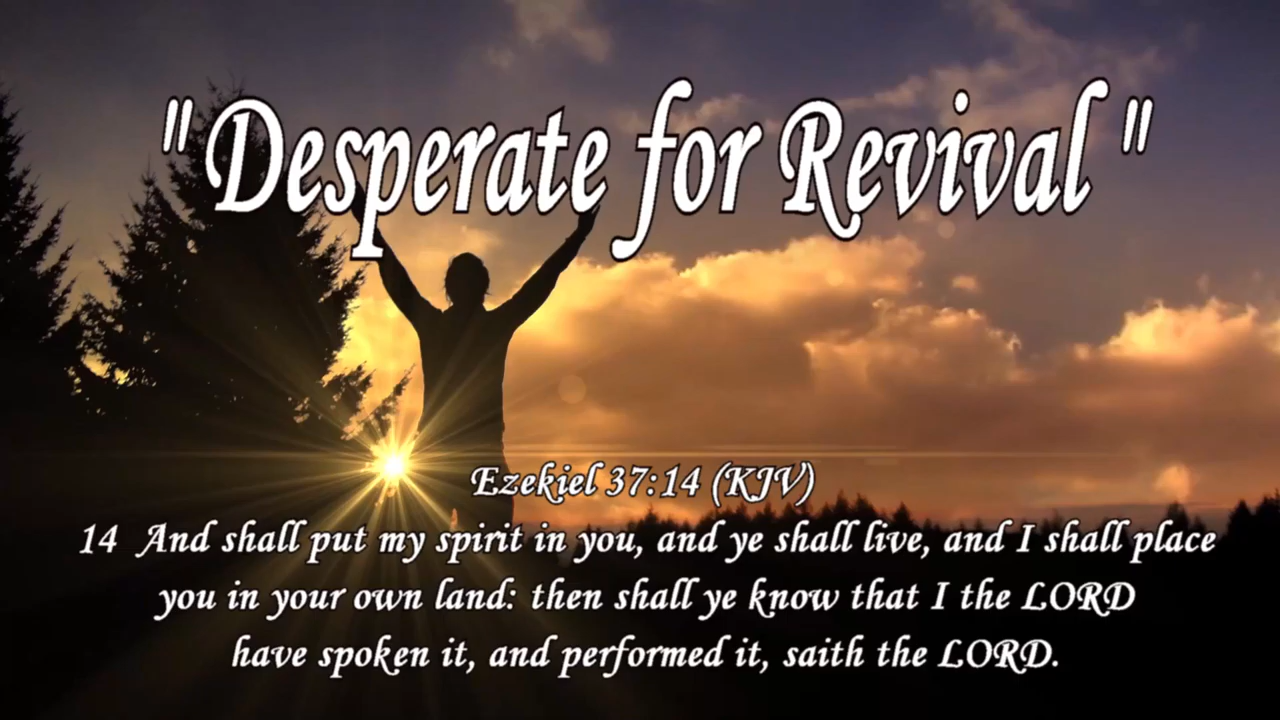 " Desperate for Revival "
Ezekiel 37:14 (KJV)
14 And shall put my spirit in you, and ye shall live, and I shall place
you in your own land: then shall ye know that I the LORD
have spoken it, and performed it, saith the LORD.